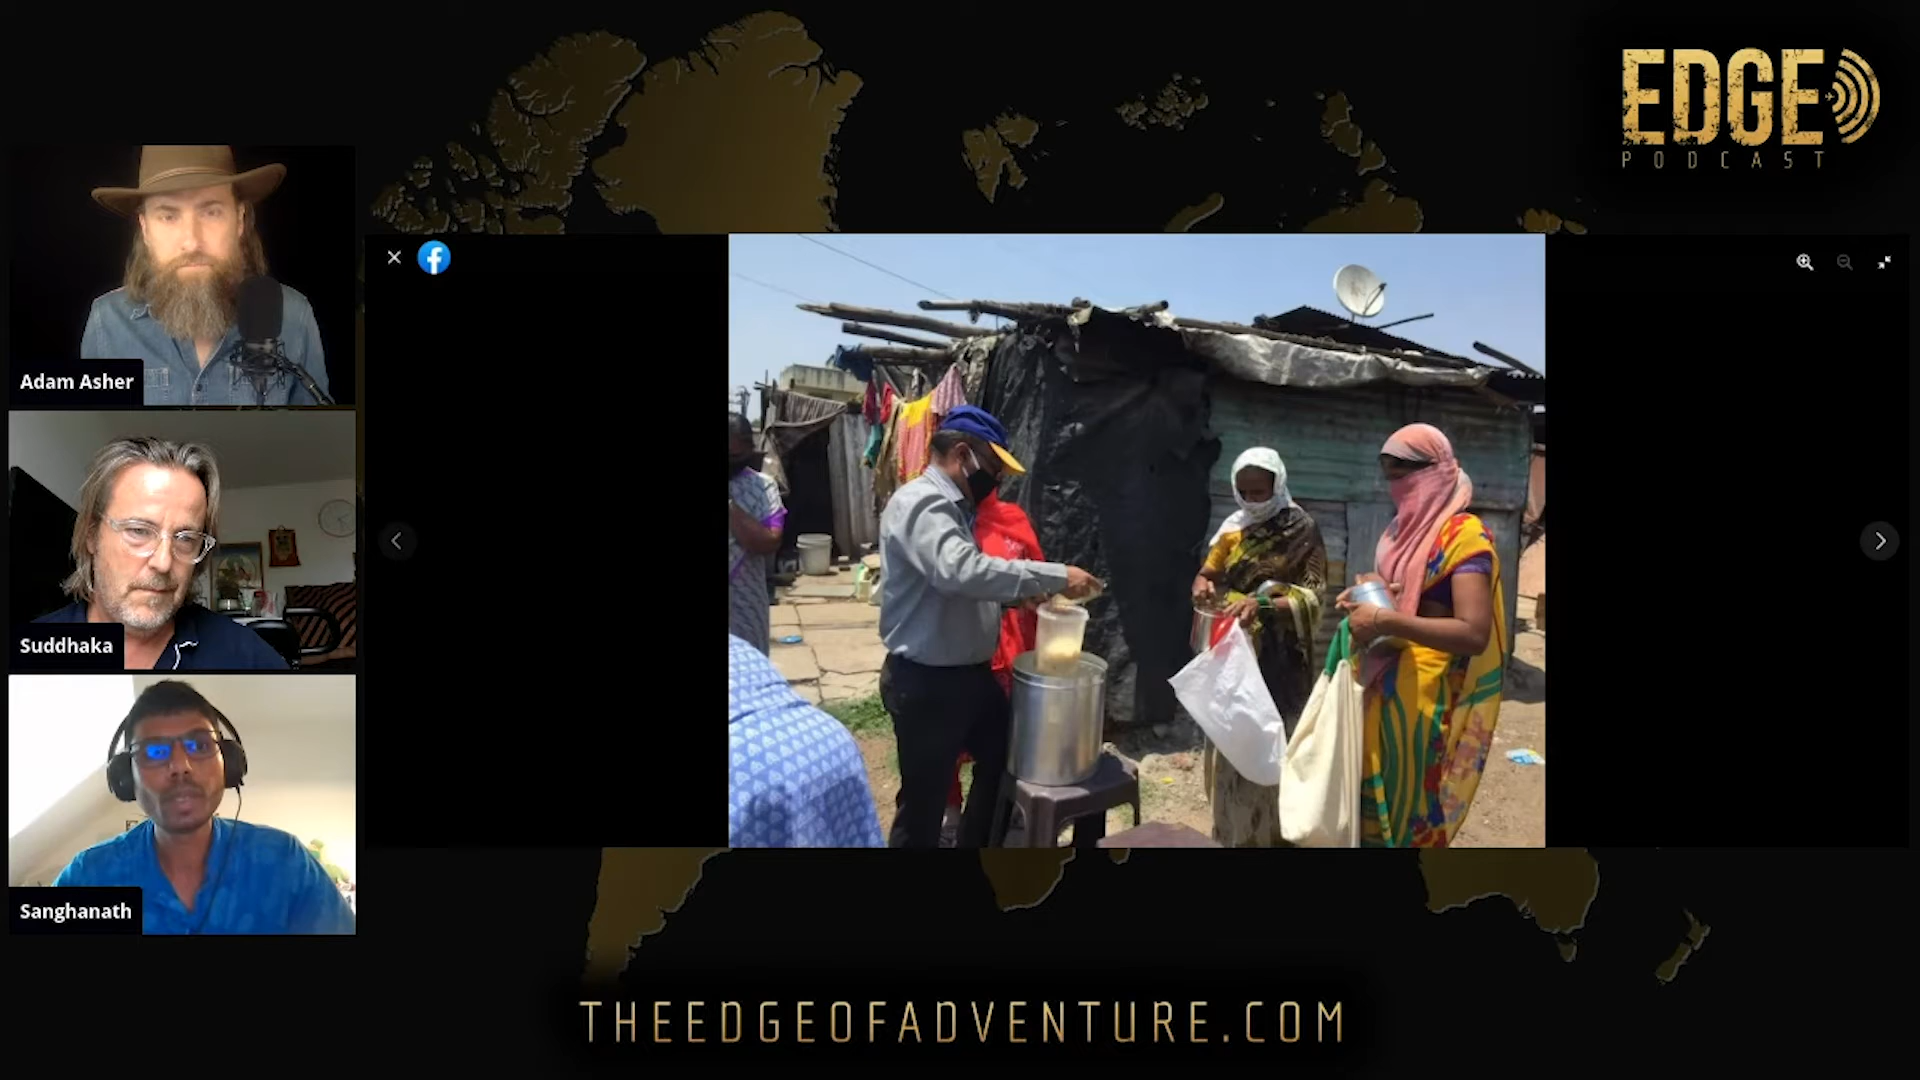 EDGE
PODCAST
Adam Asher
Suddhaka
Sanghanath
THEEDGEOFADVENTURE.COM